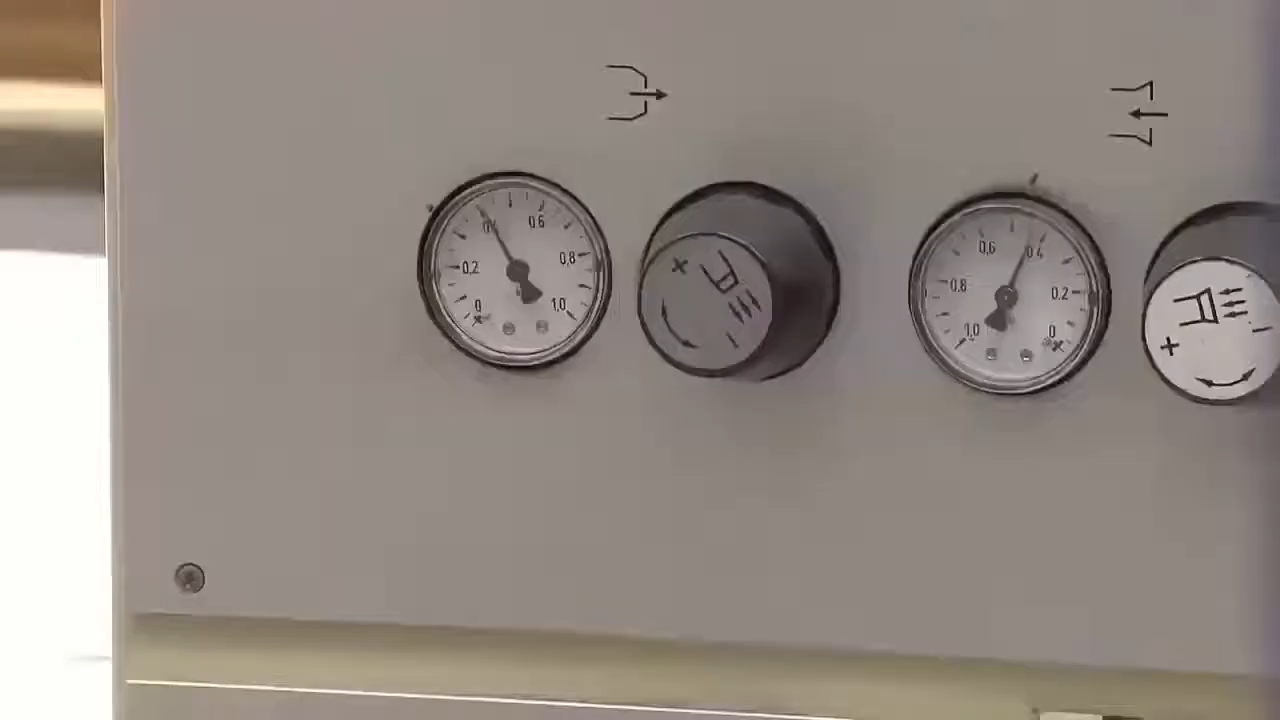 0 0,2 0,4 0,6 0,8 1,0
+ -
1,0 0,8 0,6 0,4 0,2 0
+ -